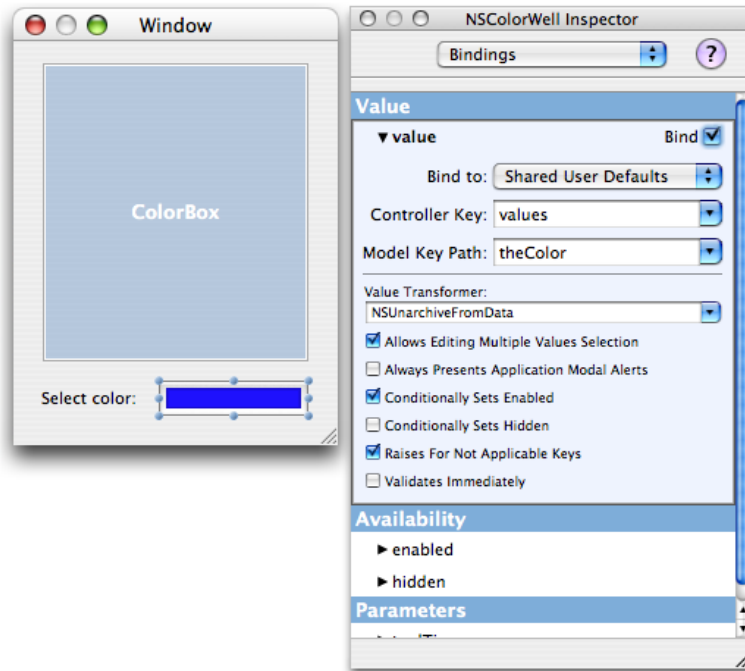 Window
ColorBox
Select color:
NSColorWell Inspector
Bindings
?
Value
▼ value
Bind
Bind to: Shared User Defaults
Controller Key: values
Model Key Path: theColor
Value Transformer:
NSUnarchiveFromData
Allows Editing Multiple Values Selection
Always Presents Application Modal Alerts
Conditionally Sets Enabled
Conditionally Sets Hidden
Raises For Not Applicable Keys
Validates Immediately
Availability
▶ enabled
▶ hidden
Parameters